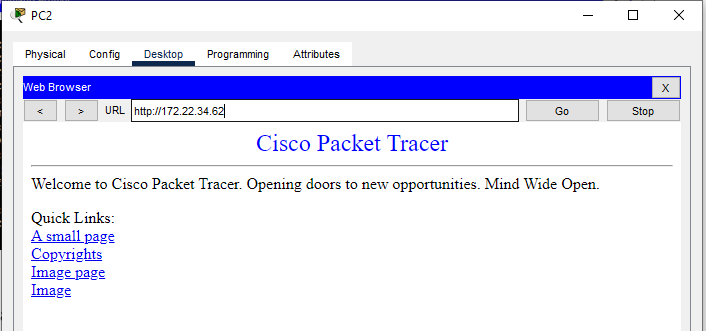 PC2
Physical Config Desktop Programming Attributes
Web Browser X
< > URL http://172.22.34.62 Go Stop
Cisco Packet Tracer
Welcome to Cisco Packet Tracer. Opening doors to new opportunities. Mind Wide Open.
Quick Links:
A small page
Copyrights
Image page
Image